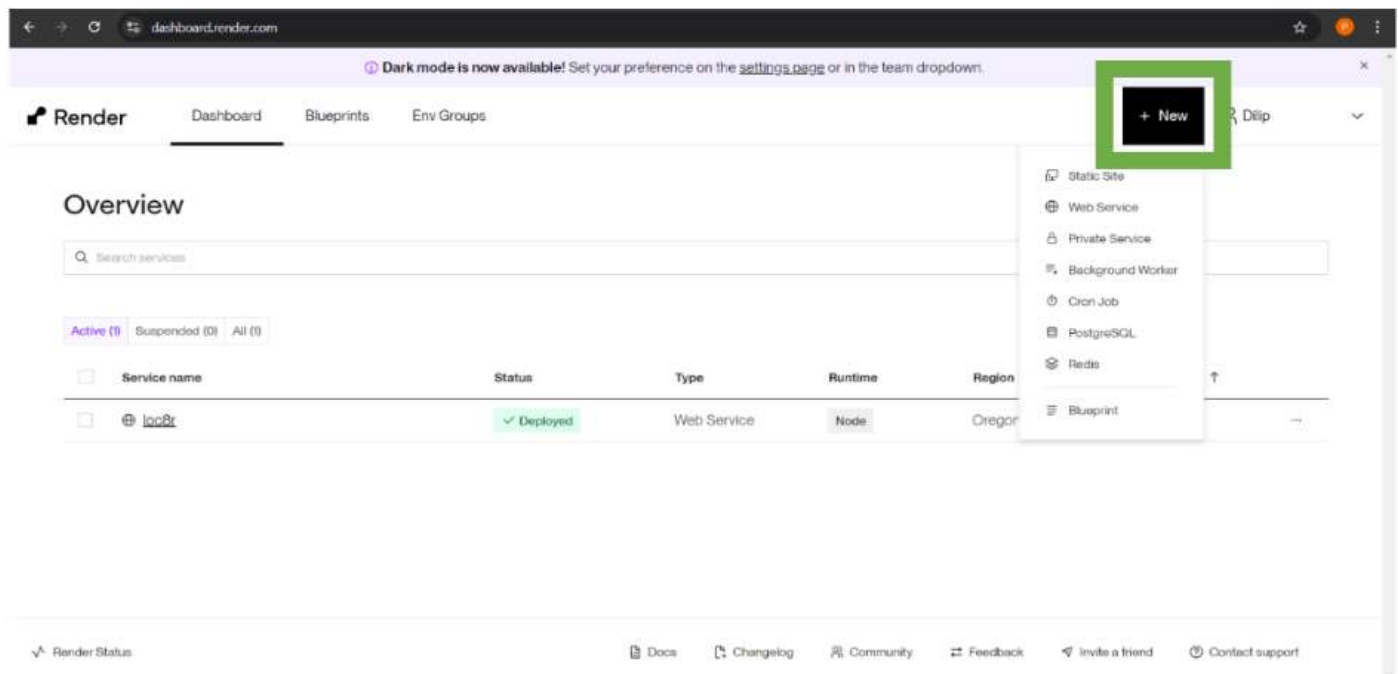 dashboard.render.com
Dark mode is now available! Set your preference on the settings page or in the team dropdown.
Render Dashboard Blueprints Env Groups + New Dilip
Static Site
Overview
Web Service
Private Service
Search services
Background Worker
Cron Job
Active (1) Suspended (0) All (1)
PostgreSQL
Redis
Service name Status Type Runtime Region
Blueprint
loc8r Deployed Web Service Node Oregon
Render Status Docs Changelog Community Feedback Invite a friend Contact support